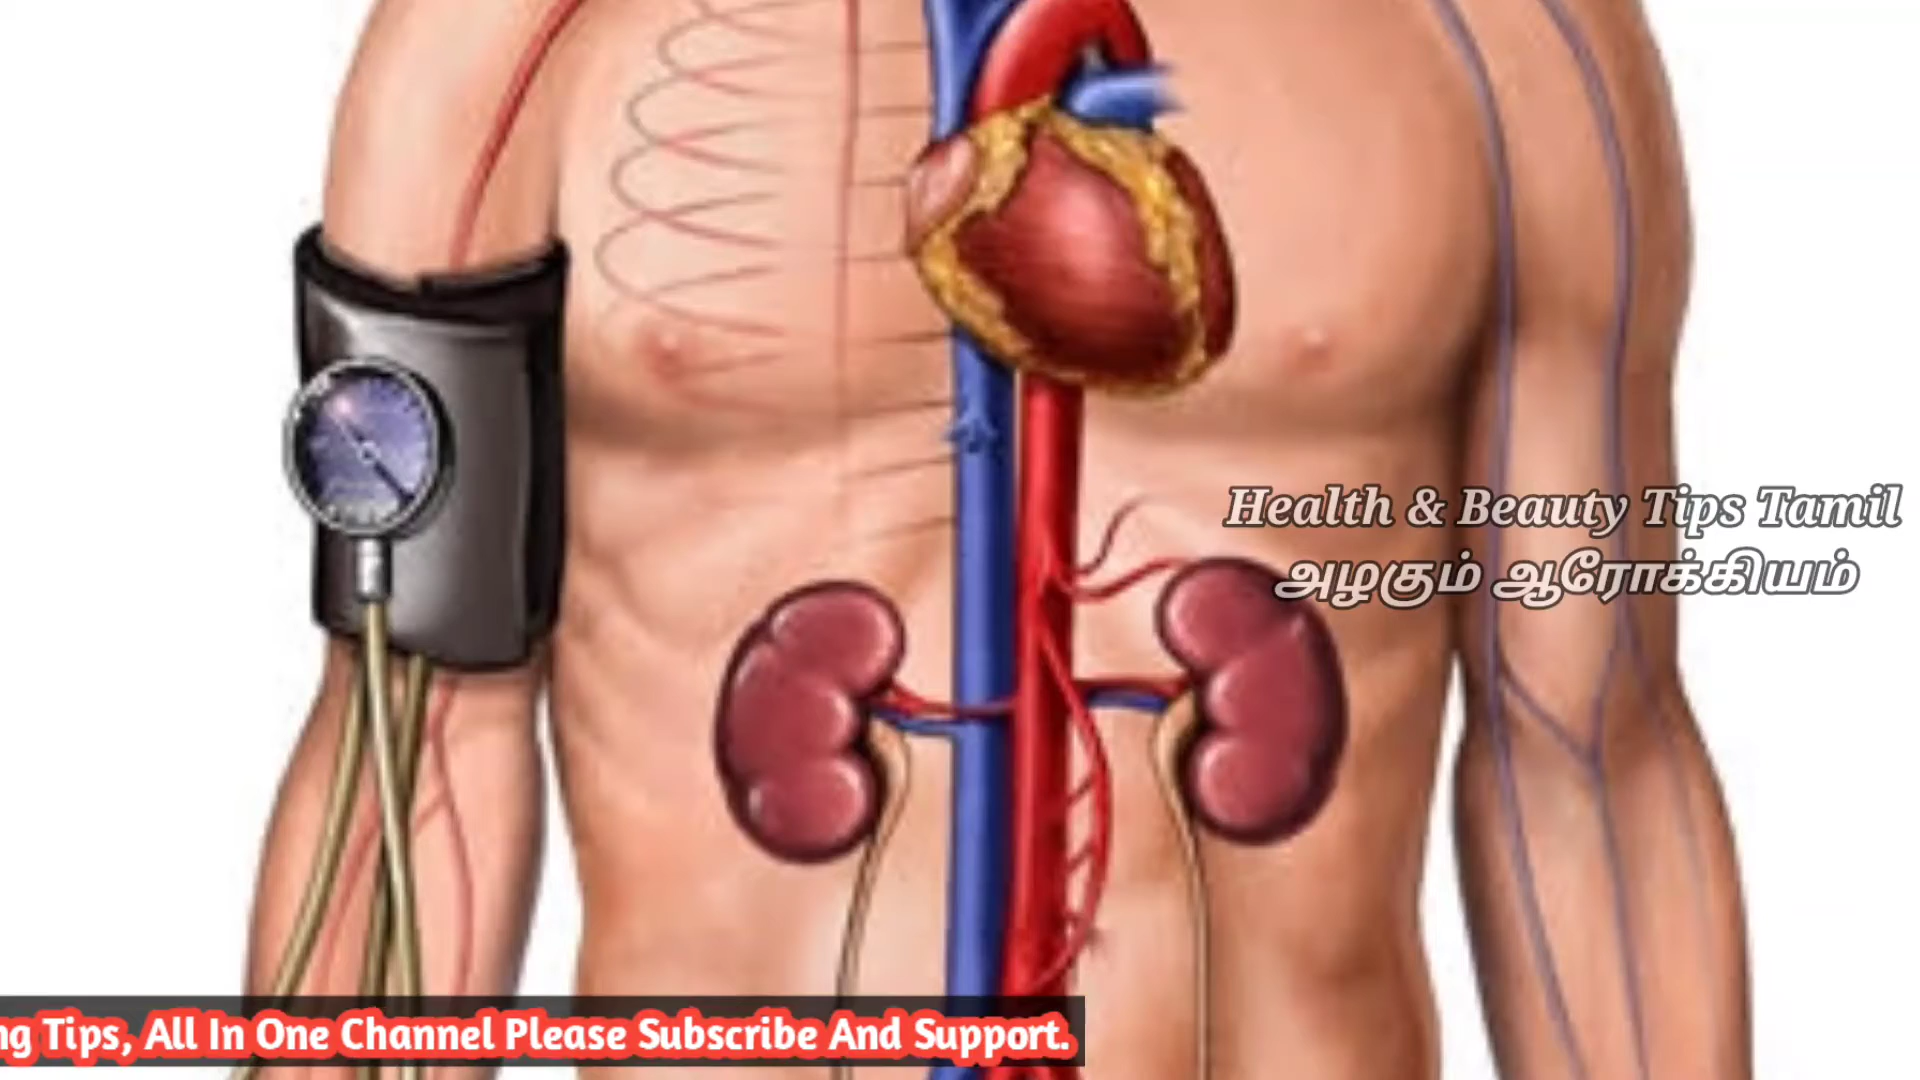 Health & Beauty Tips Tamil
அழகும் ஆரோக்கியம்
Tips, All In One Channel Please Subscribe And Support.